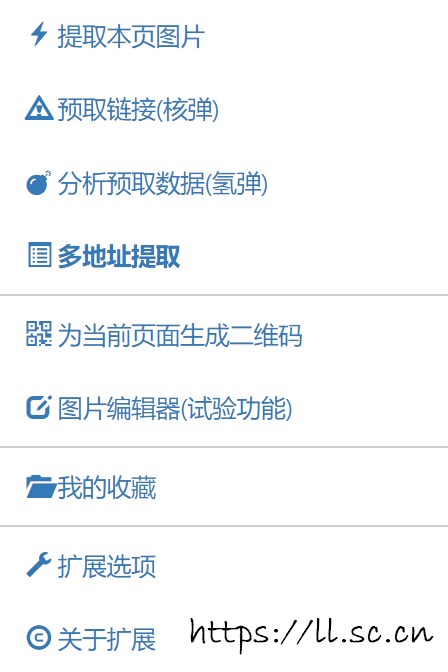 提取本页图片
预取链接(核弹)
分析预取数据(氢弹)
多地址提取
为当前页面生成二维码
图片编辑器(试验功能)
我的收藏
扩展选项
关于扩展
https://ll.sc.cn